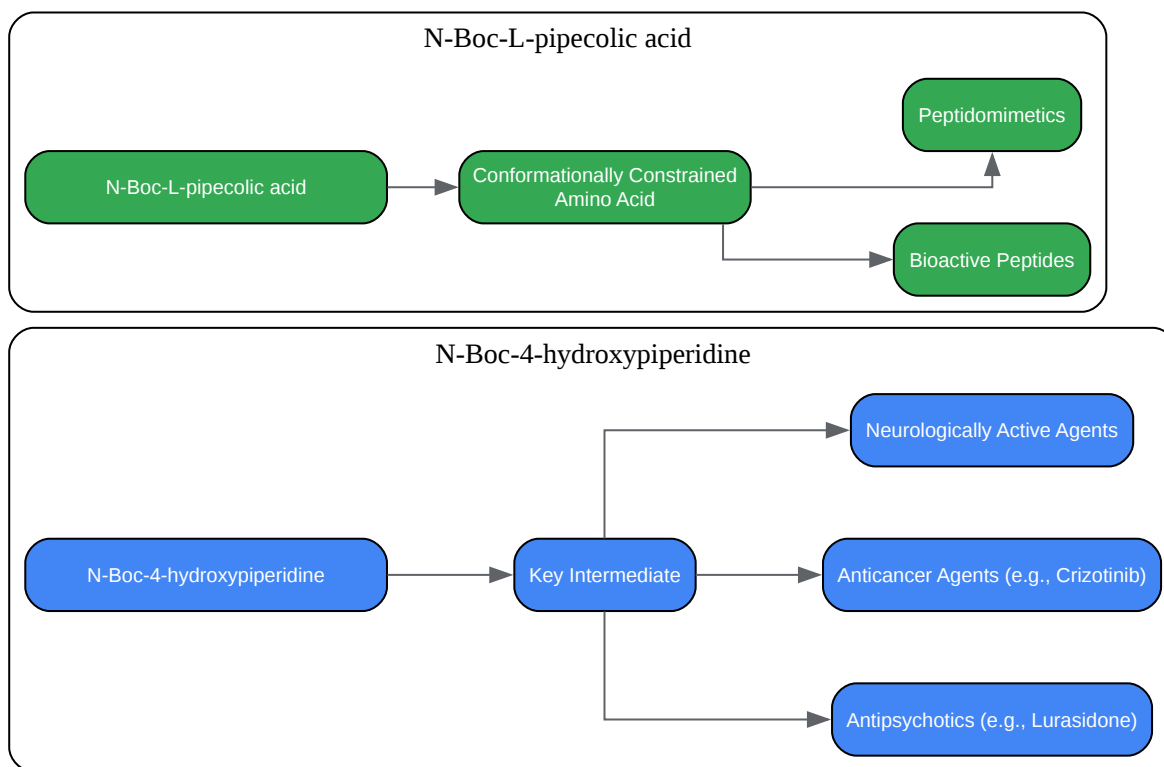 N-Boc-L-pipecolic acid
Peptidomimetics
N-Boc-L-pipecolic acid
Conformationally Constrained
Amino Acid
Bioactive Peptides
N-Boc-4-hydroxypiperidine
Neurologically Active Agents
N-Boc-4-hydroxypiperidine
Key Intermediate
Anticancer Agents (e.g., Crizotinib)
Antipsychotics (e.g., Lurasidone)